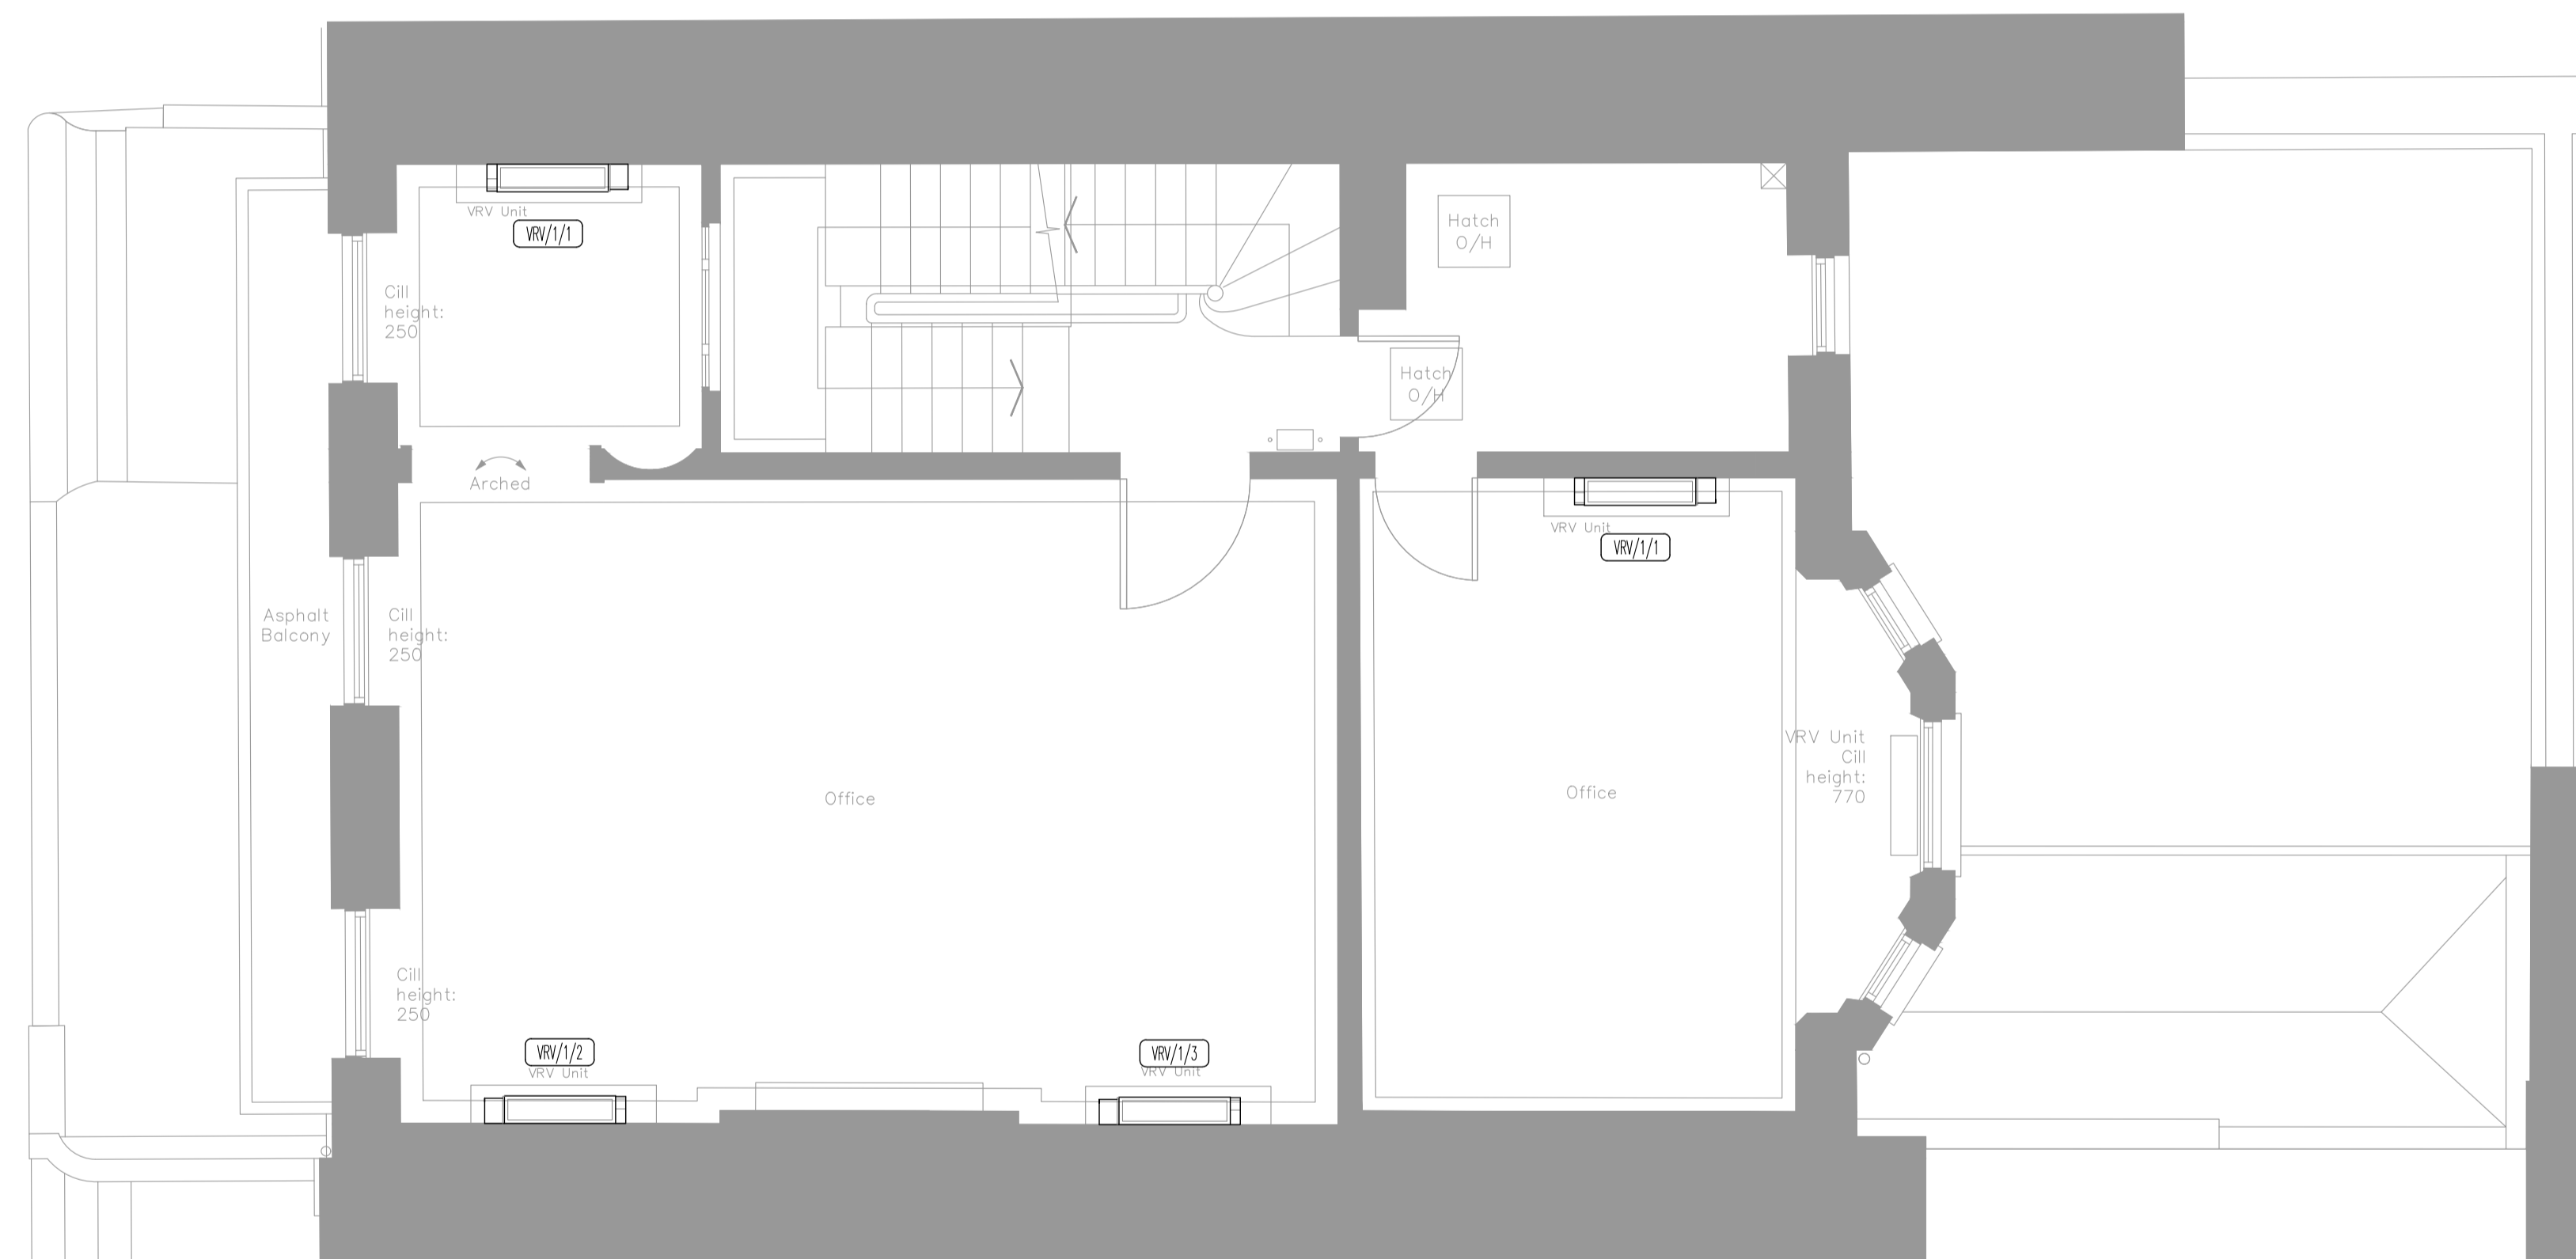 VRV Unit
VRV/1/1
Hatch
O/H
Cill
height:
250
Hatch
O/H
Arched
VRV Unit
VRV/1/1
Asphalt
Balcony
Cill
height:
250
Office
Office
VRV Unit
Cill
height:
770
Cill
height:
250
VRV/1/2
VRV Unit
VRV/1/3
VRV Unit